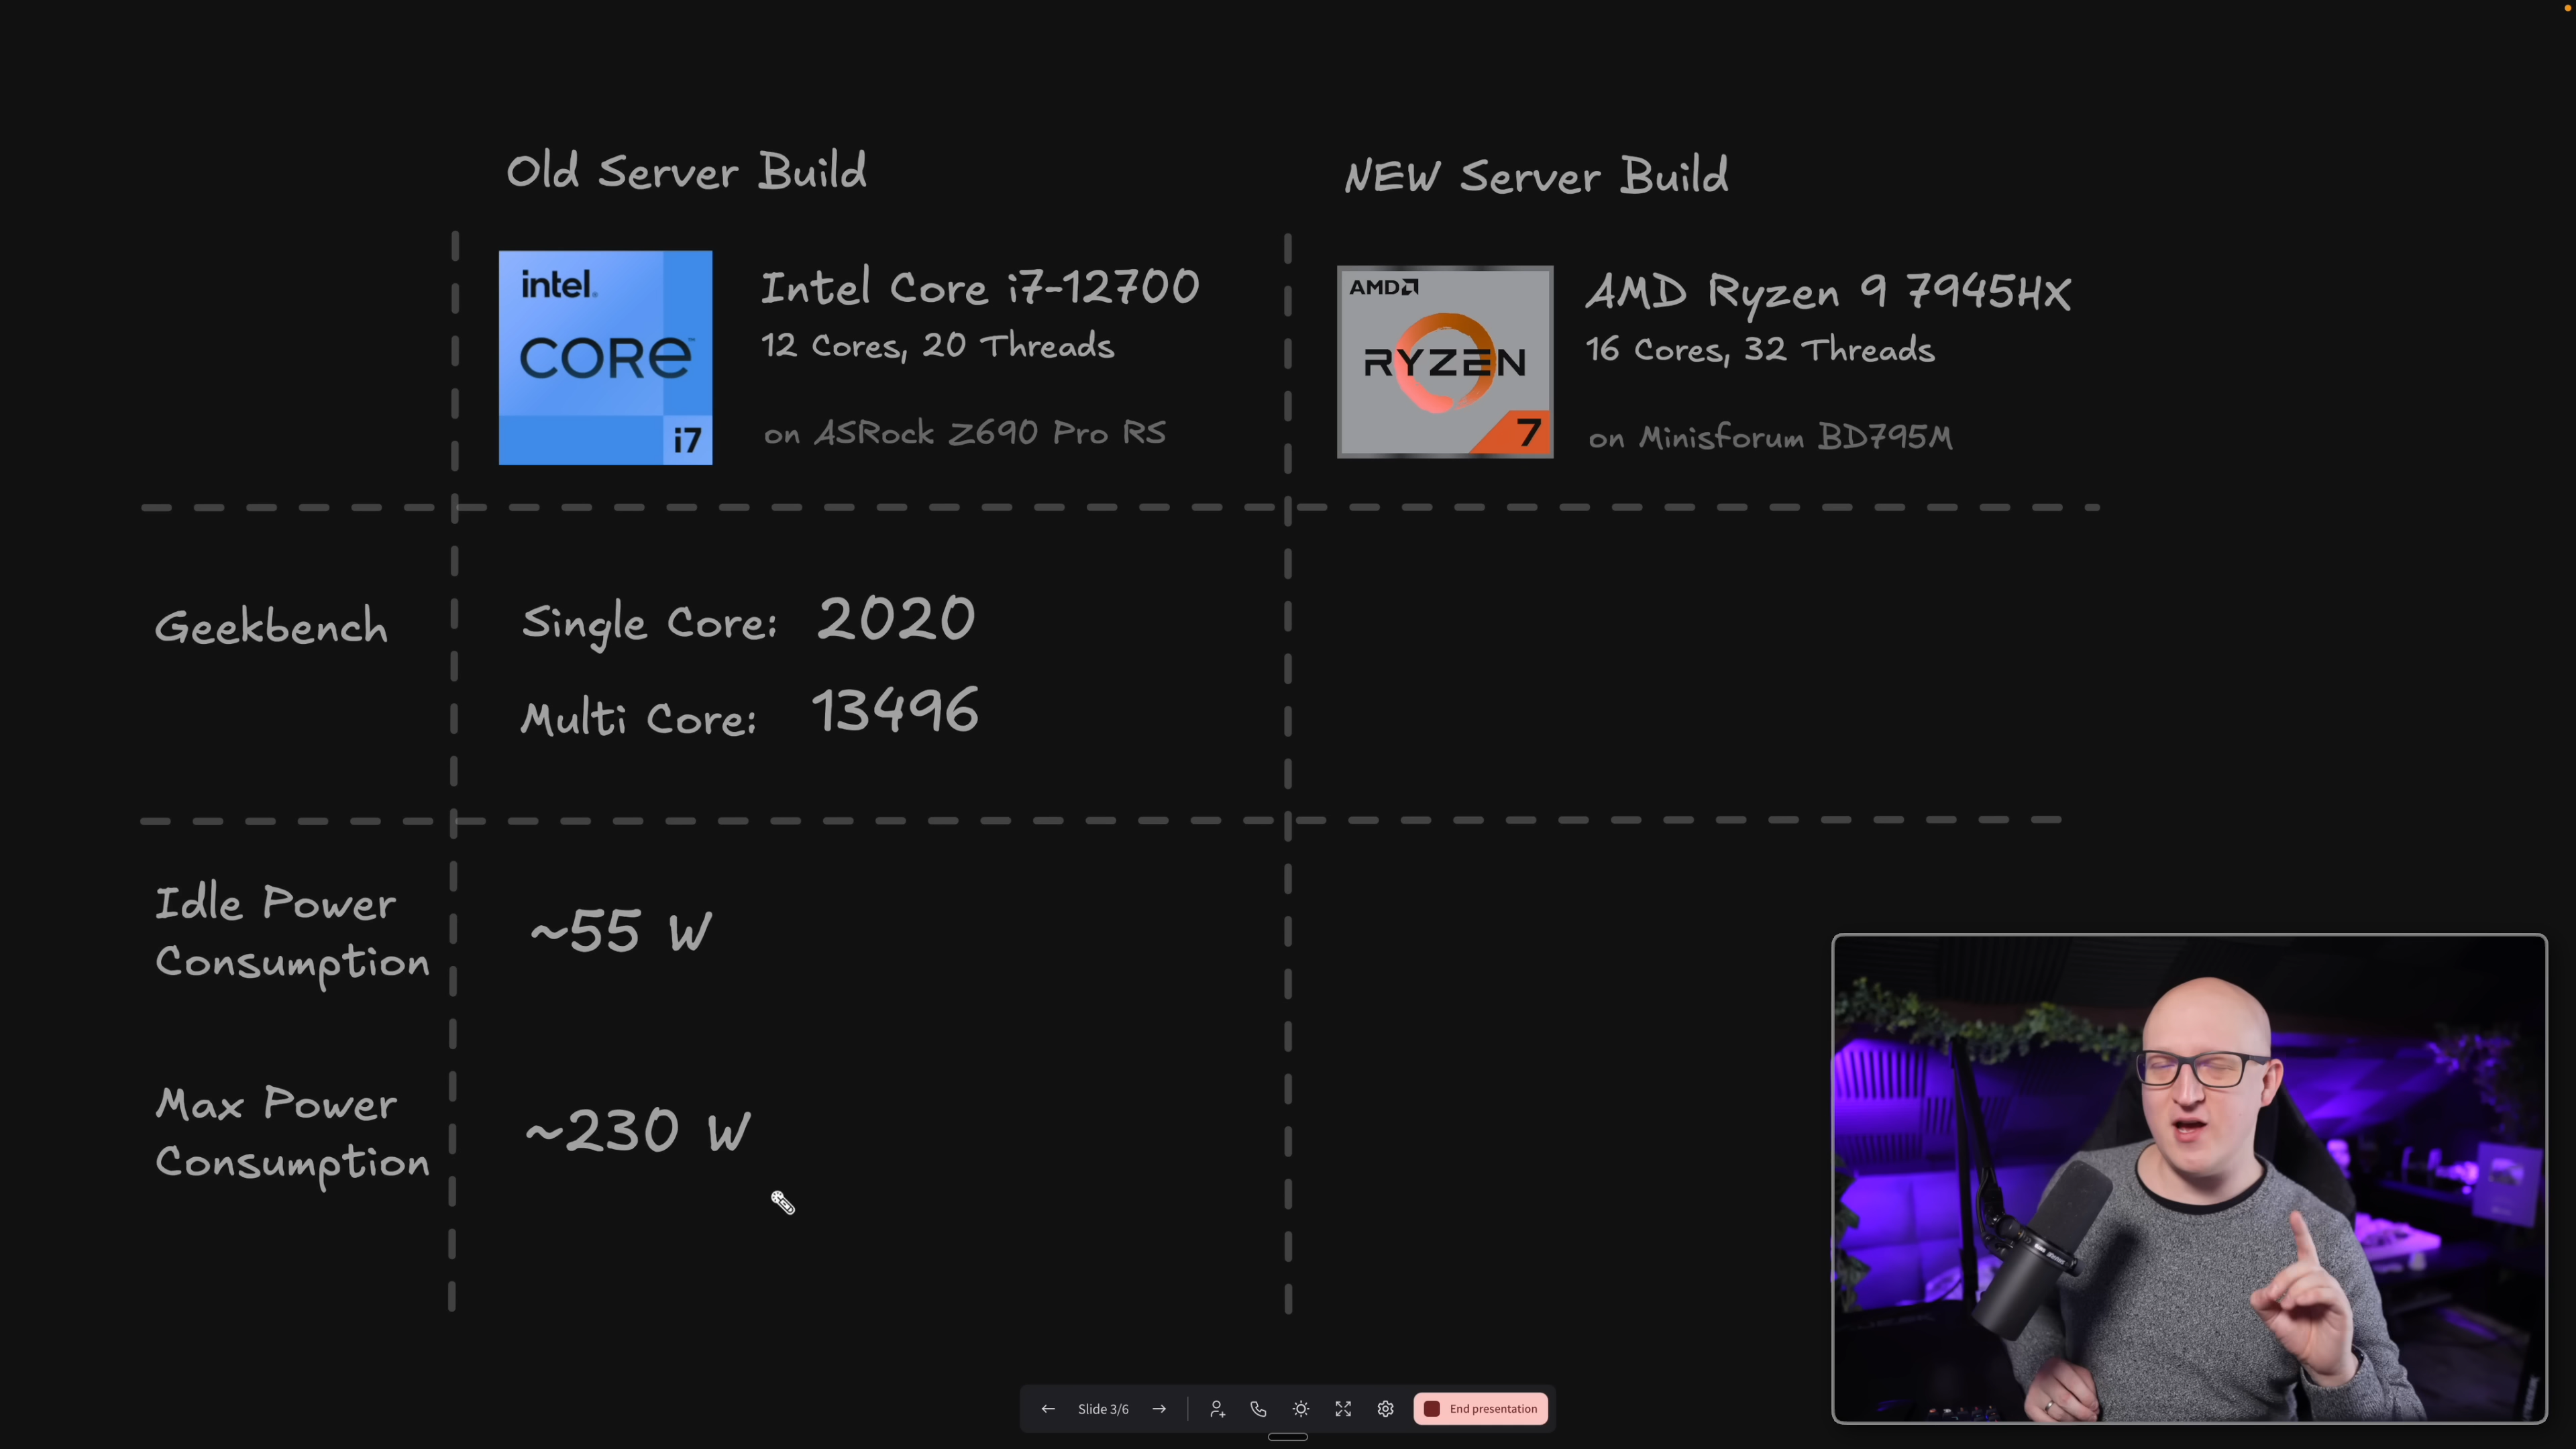 Old Server Build
NEW Server Build
intel.
CORE
i7
Intel Core i7-12700
12 Cores, 20 Threads
on ASRock Z690 Pro RS
AMD
RYZEN
7
AMD Ryzen 9 7945HX
16 Cores, 32 Threads
on Minisforum BD795M
Geekbench
Single Core: 2020
Multi Core: 13496
Idle Power
Consumption
~55 W
Max Power
Consumption
~230 W
Slide 3/6
End presentation